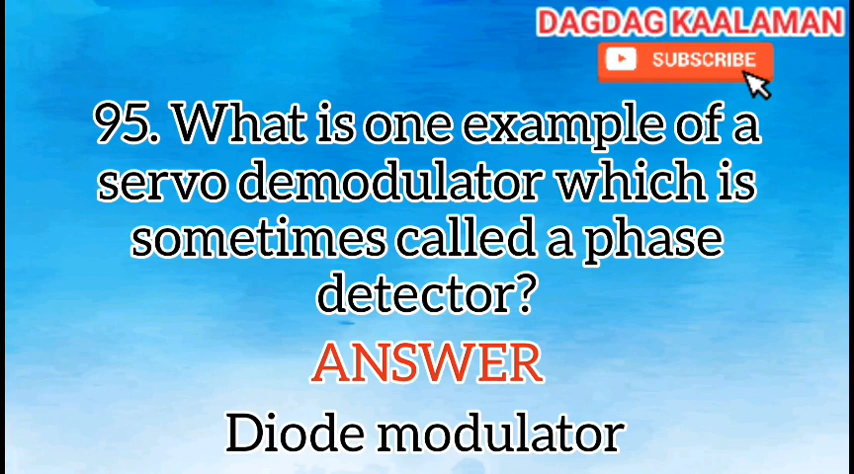 DAGDAG KAALAMAN
SUBSCRIBE
95. What is one example of a
servo demodulator which is
sometimes called a phase
detector?
ANSWER
Diode modulator